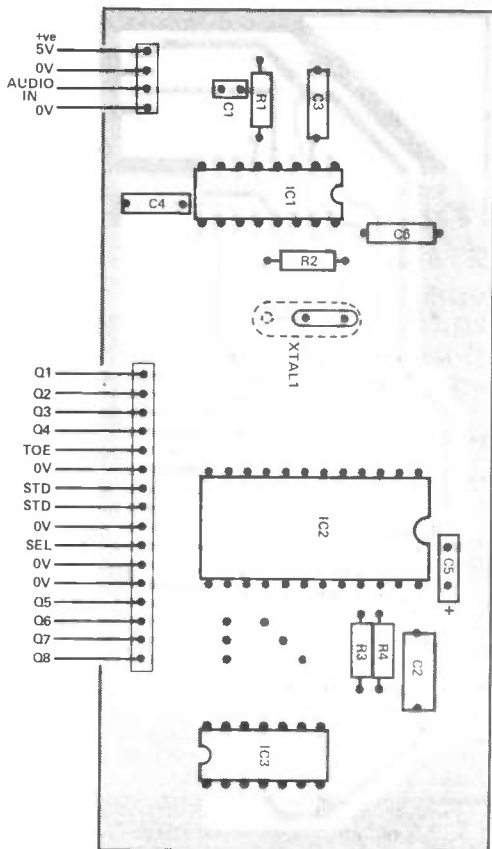 +ve
5V
0V
AUDIO
IN
0V
C1
R1
C3
IC1
C4
C6
R2
XTAL1
Q1
Q2
Q3
Q4
TOE
0V
STD
STD
0V
SEL
0V
0V
Q5
Q6
Q7
Q8
IC2
C5
+
R3
R4
C2
IC3